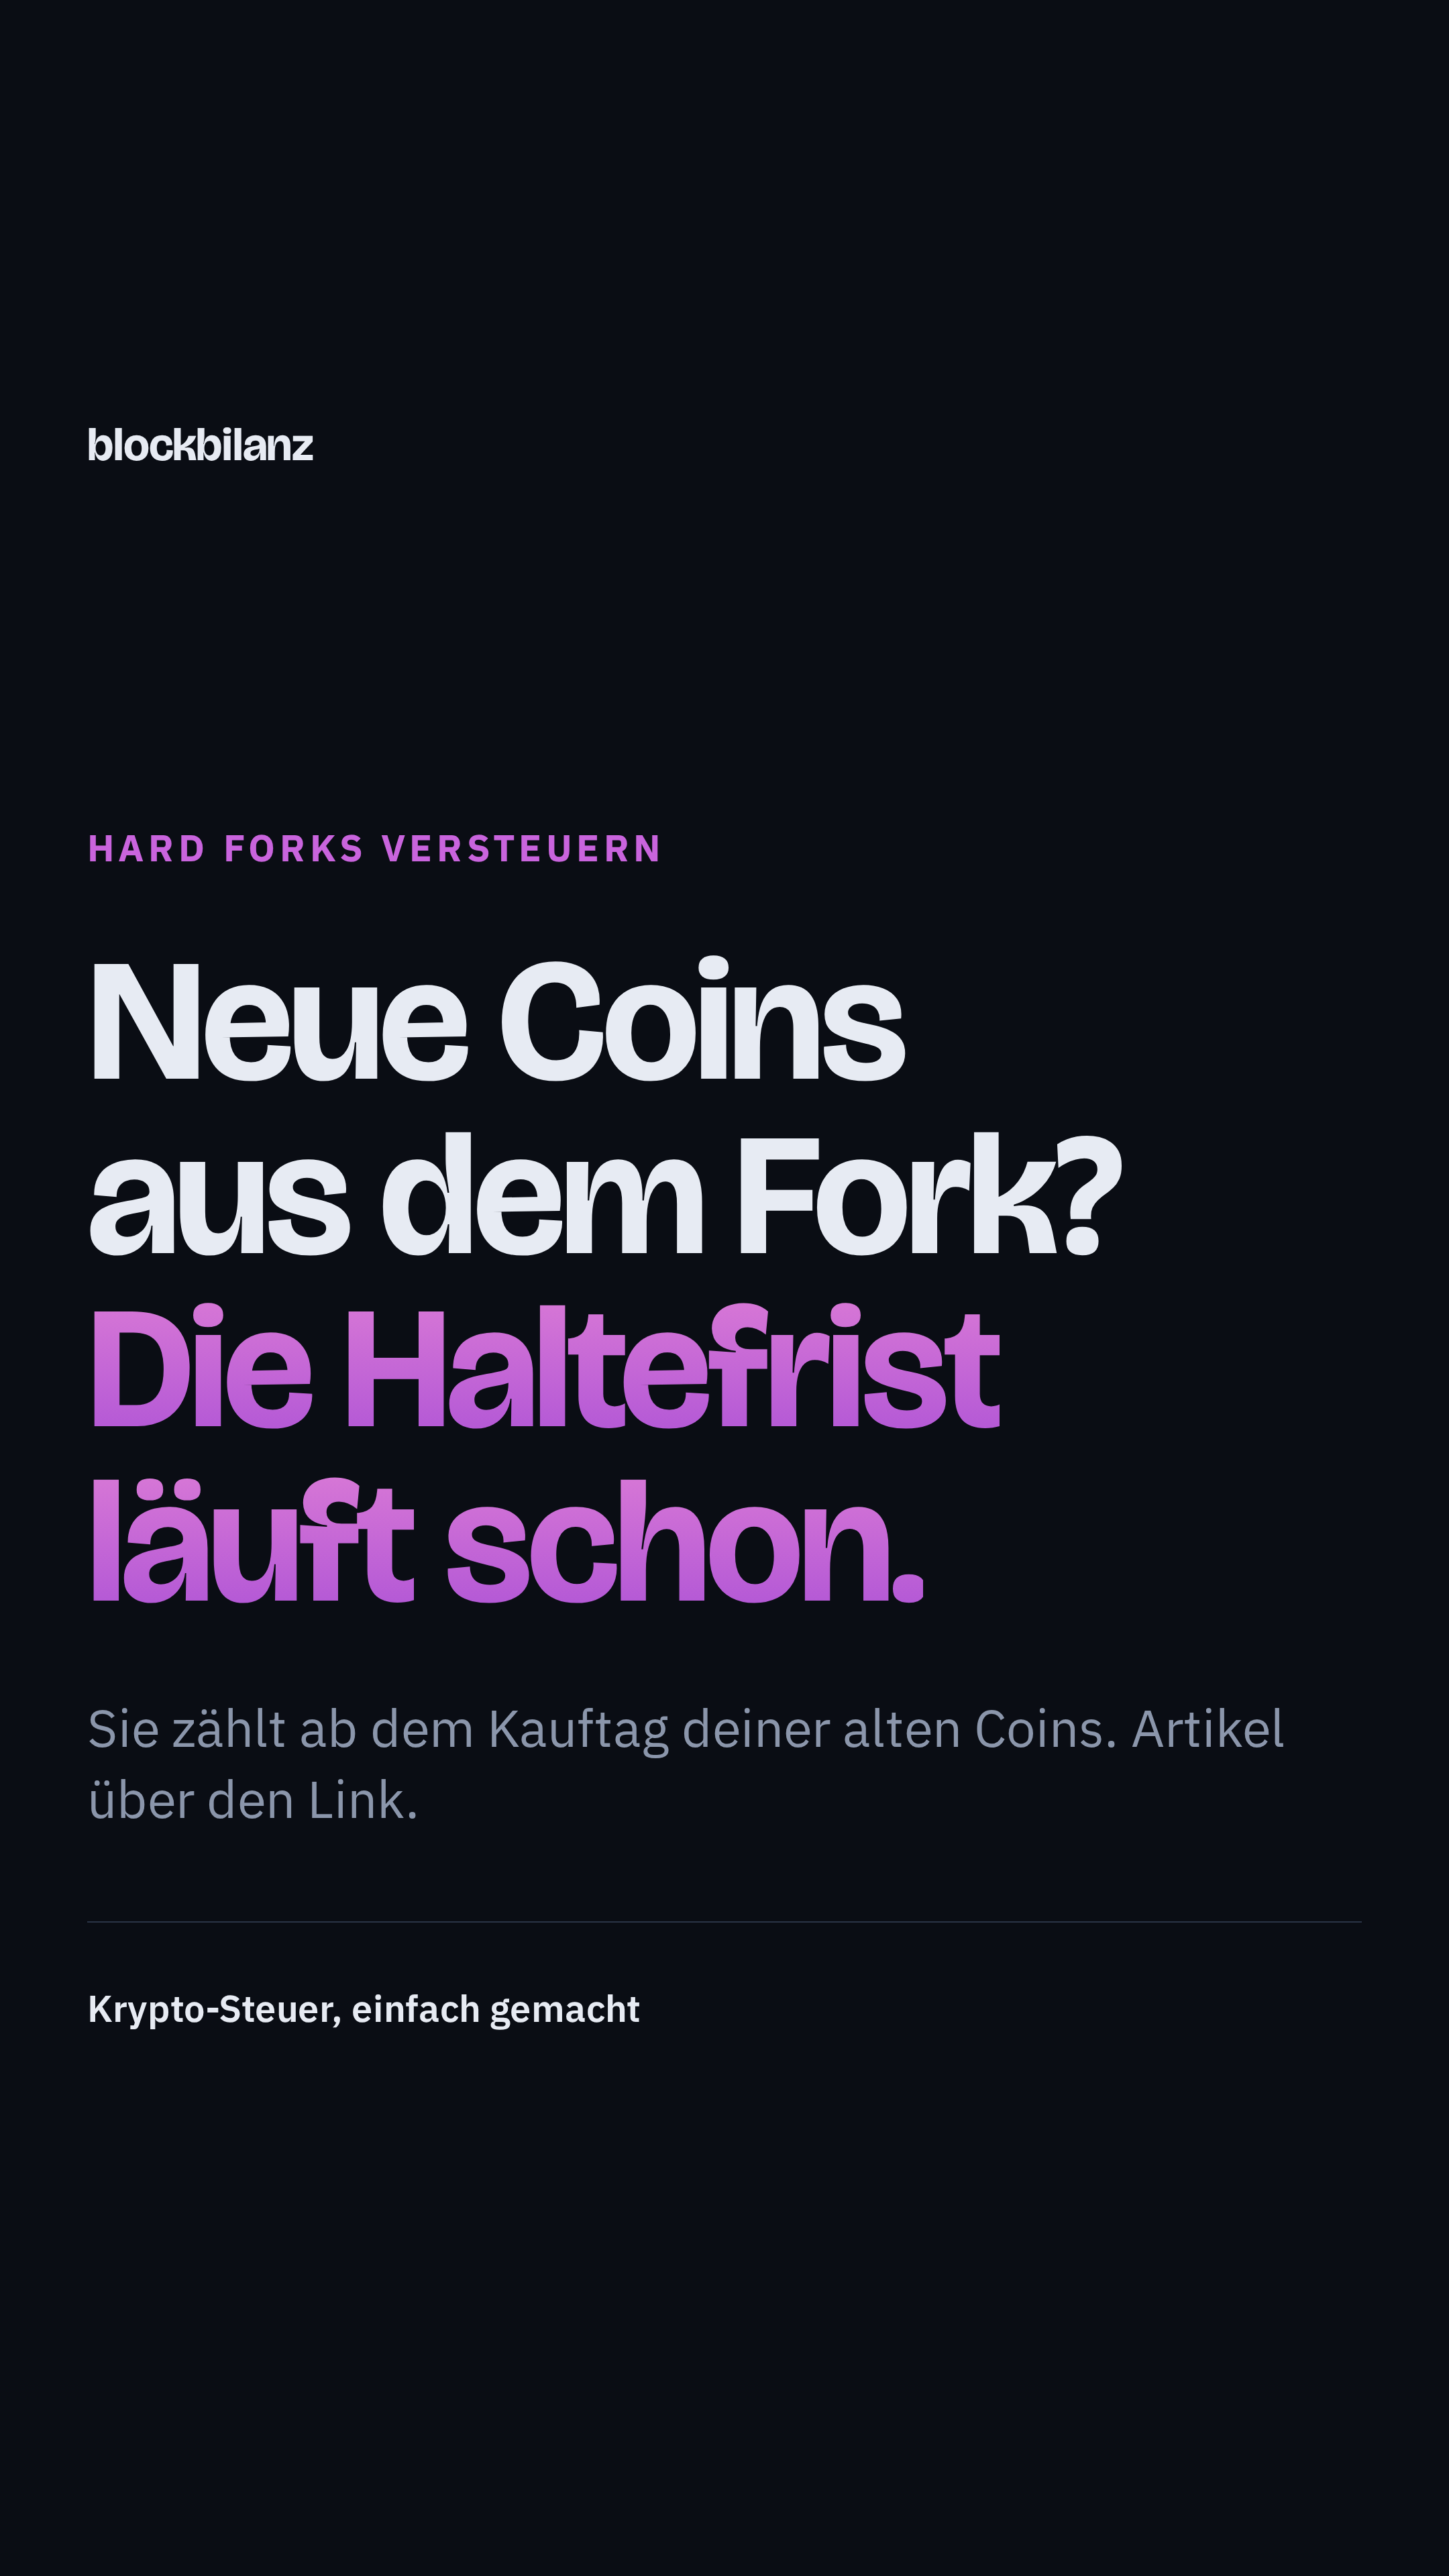 blockbilanz
HARD FORKS VERSTEUERN
Neue Coins
aus dem Fork?
Die Haltefrist
läuft schon.
Sie zählt ab dem Kauftag deiner alten Coins. Artikel
über den Link.
Krypto-Steuer, einfach gemacht